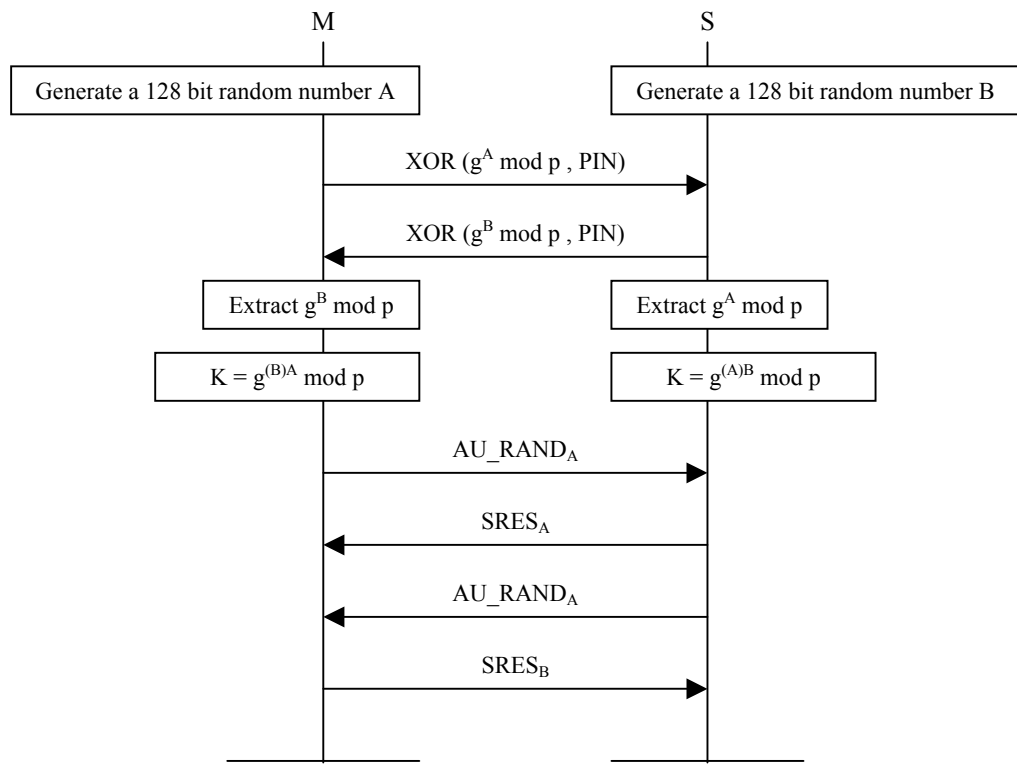 M S
Generate a 128 bit random number A Generate a 128 bit random number B
XOR (g^A mod p , PIN)
XOR (g^B mod p , PIN)
Extract g^B mod p Extract g^A mod p
K = g^(B)A mod p K = g^(A)B mod p
AU_RAND_A
SRES_A
AU_RAND_A
SRES_B